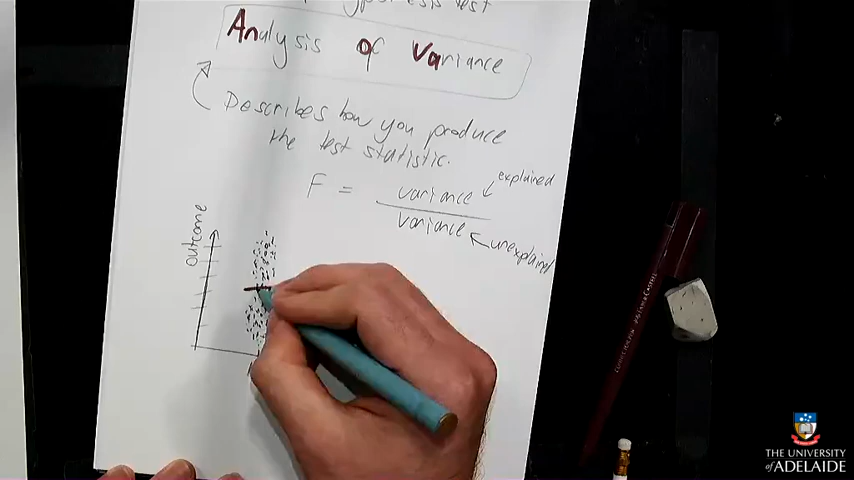 test
Analysis of Variance
Describes how you produce
the test statistic.
explained
F = variance
variance
unexplained
outcome
THE UNIVERSITY
of ADELAIDE